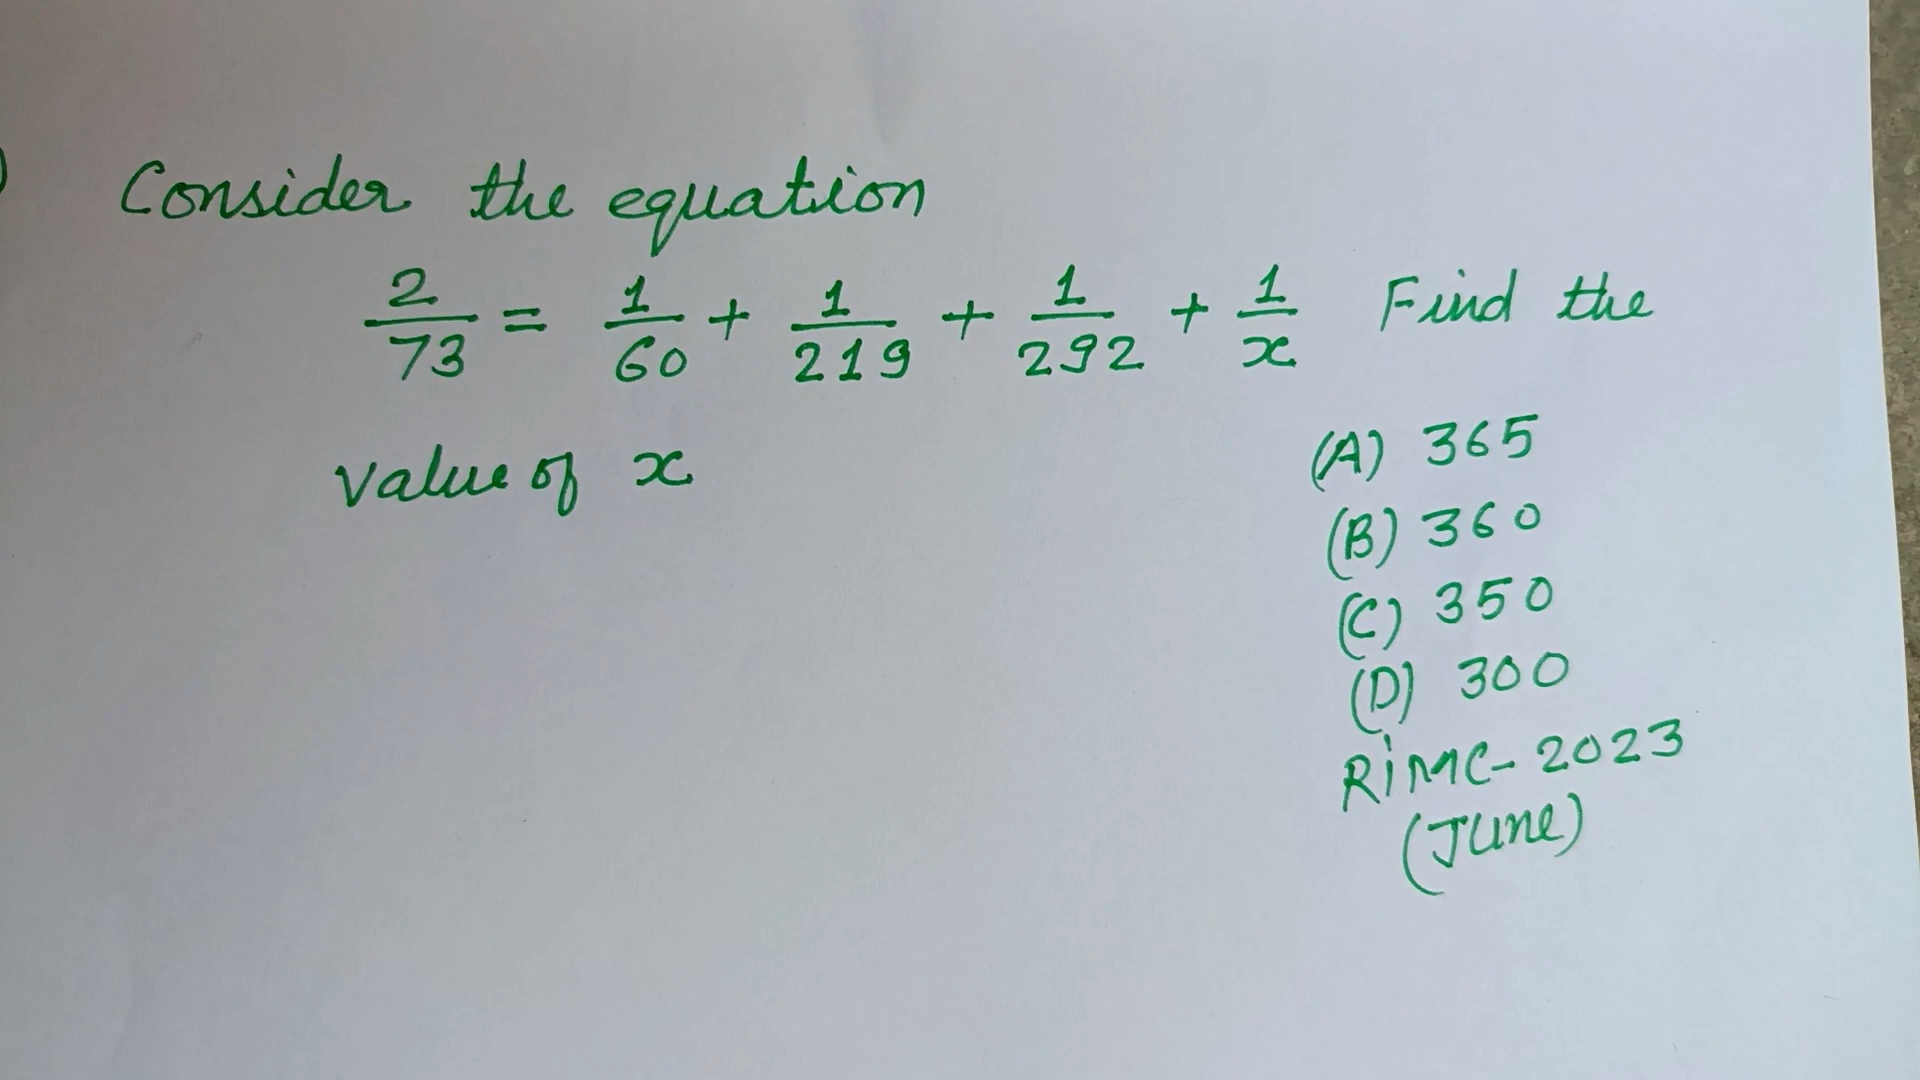 ) Consider the equation
2/73 = 1/60 + 1/219 + 1/292 + 1/x Find the
value of x
(A) 365
(B) 360
(C) 350
(D) 300
RIMC-2023
(June)